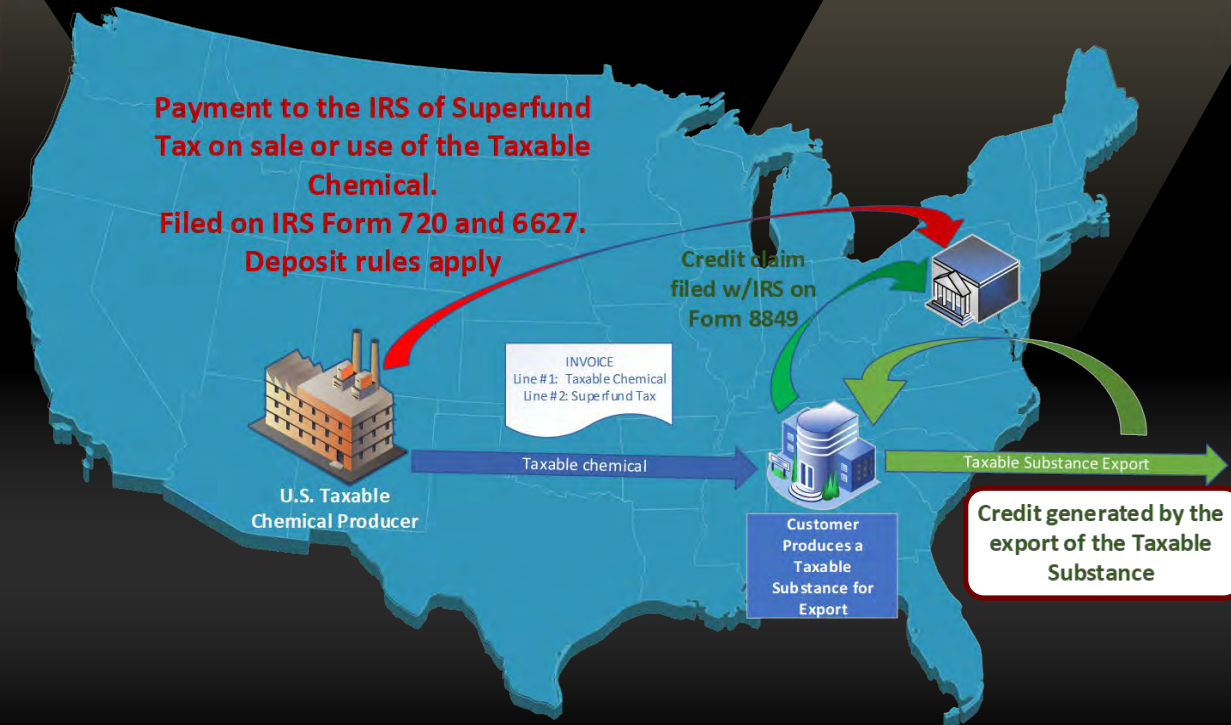 Payment to the IRS of Superfund
Tax on sale or use of the Taxable
Chemical.
Filed on IRS Form 720 and 6627.
Deposit rules apply
Credit claim
filed w/IRS on
Form 8849
INVOICE
Line #1: Taxable Chemical
Line #2: Superfund Tax
Taxable chemical
Taxable Substance Export
U.S. Taxable
Chemical Producer
Customer
Produces a
Taxable
Substance for
Export
Credit generated by the
export of the Taxable
Substance